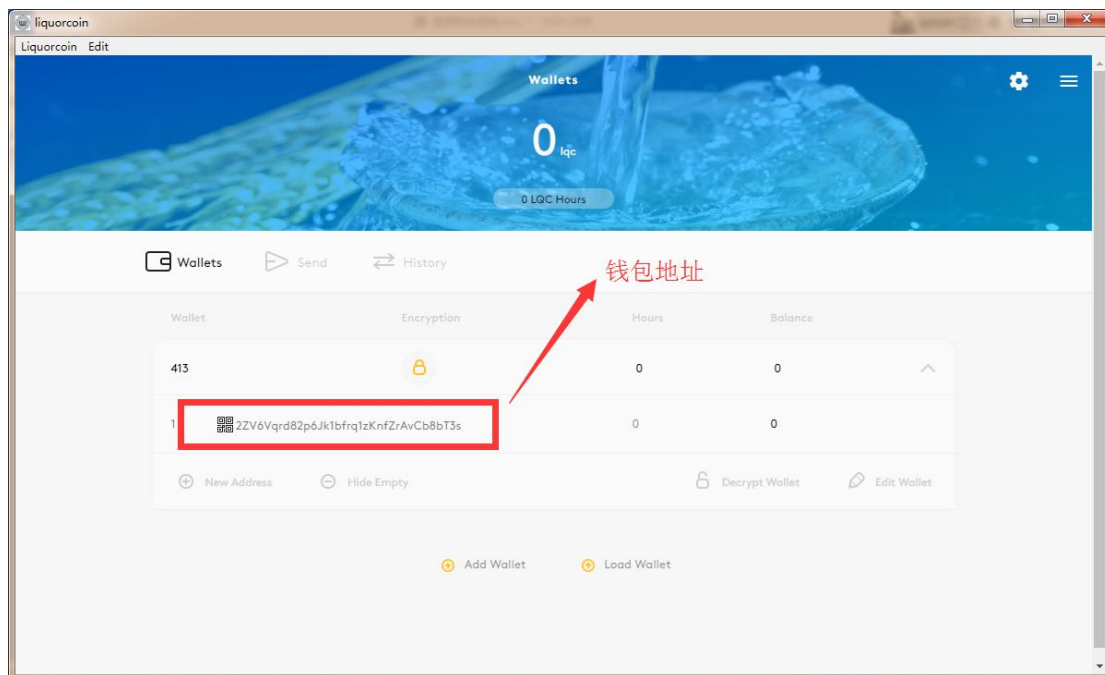 liquorcoin
Liquorcoin Edit
Wallets
0 lqc
0 LQC Hours
Wallets Send History
钱包地址
Wallet Encryption Hours Balance
413 0 0
1 2ZV6Vqrd82p6Jk1bfrq1zKnfZrAvCb8bT3s 0 0
New Address Hide Empty Decrypt Wallet Edit Wallet
Add Wallet Load Wallet